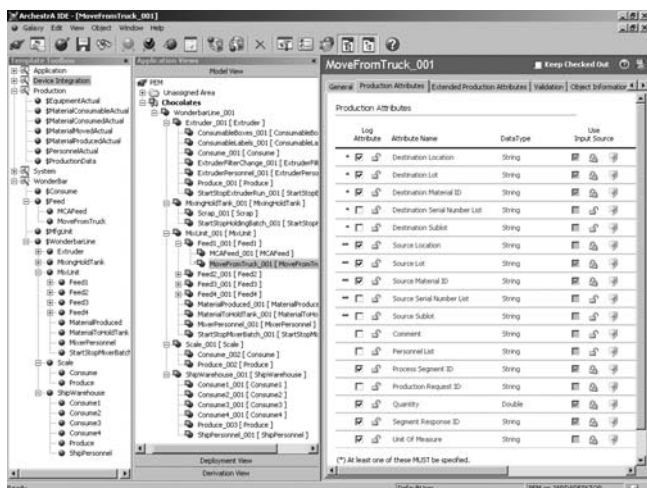 ArchestrA IDE - [MoveFromTruck_001]
Galaxy Edit View Object Window Help
Template Toolbox
Application
Device Integration
Production
$EquipmentActual
$MaterialConsumableActual
$MaterialConsumedActual
$MaterialMovedActual
$MaterialProducedActual
$PersonnelActual
$ProductionData
System
WonderBar
$Consume
$Feed
MCAFeed
MoveFromTruck
$MfgUnit
$WonderbarLine
Extruder
MixingHoldTank
MixUnit
Feed1
Feed2
Feed3
Feed4
MaterialProduced
MaterialToHoldTank
MixerPersonnel
StartStopMixerBatch
Scale
Consume
Produce
ShipWarehouse
Consume1
Consume2
Consume3
Consume4
Produce
ShipPersonnel
Application Views
Model View
PEM
Unassigned Area
Chocolates
WonderbarLine_001
Extruder_001 [ Extruder ]
ConsumableBoxes_001 [ ConsumableBo
ConsumableLabels_001 [ ConsumableLa
Consume_001 [ Consume ]
ExtruderFilterChange_001 [ ExtruderFilt
ExtruderPersonnel_001 [ ExtruderPerso
Produce_001 [ Produce ]
StartStopExtruderRun_001 [ StartStopE
MixingHoldTank_001 [ MixingHoldTank ]
Scrap_001 [ Scrap ]
StartStopHoldingBatch_001 [ StartStopH
MixUnit_001 [ MixUnit ]
Feed1_001 [ Feed1 ]
MCAFeed_001 [ MCAFeed ]
MoveFromTruck_001 [ MoveFromTr
Feed2_001 [ Feed2 ]
Feed3_001 [ Feed3 ]
Feed4_001 [ Feed4 ]
MaterialProduced_001 [ MaterialProduce
MaterialToHoldTank_001 [ MaterialToHo
MixerPersonnel_001 [ MixerPersonnel ]
StartStopMixerBatch_001 [ StartStopMi
Scale_001 [ Scale ]
Consume_002 [ Consume ]
Produce_002 [ Produce ]
ShipWarehouse_001 [ ShipWarehouse ]
Consume1_001 [ Consume1 ]
Consume2_001 [ Consume2 ]
Consume3_001 [ Consume3 ]
Consume4_001 [ Consume4 ]
Produce_003 [ Produce ]
ShipPersonnel_001 [ ShipPersonnel ]
Deployment View
Derivation View
MoveFromTruck_001
Keep Checked Out
General Production Attributes Extended Production Attributes Validation Object Information
Production Attributes
Log Attribute Attribute Name DataType Use Input Source
* Destination Location String
* Destination Lot String
* Destination Material ID String
* Destination Serial Number List String
* Destination Sublot String
** Source Location String
** Source Lot String
** Source Material ID String
** Source Serial Number List String
** Source Sublot String
Comment String
Personnel List String
Process Segment ID String
Production Request ID String
Quantity Double
Segment Response ID String
Unit Of Measure String
(*) At least one of these MUST be specified.
Ready